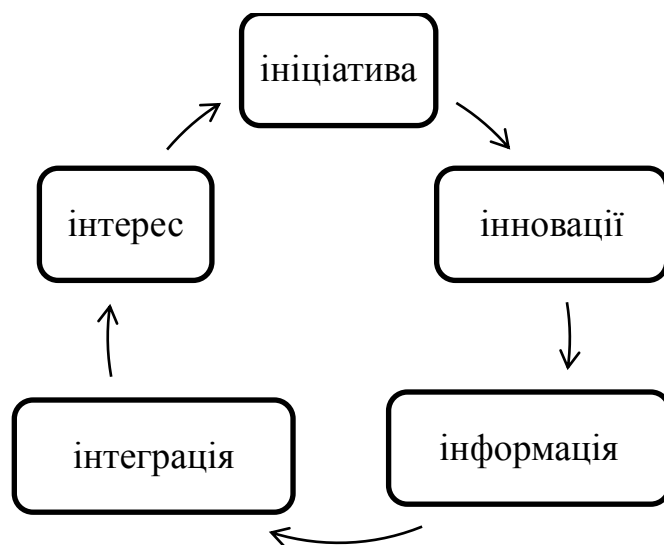 ініціатива
інновації
інформація
інтеграція
інтерес